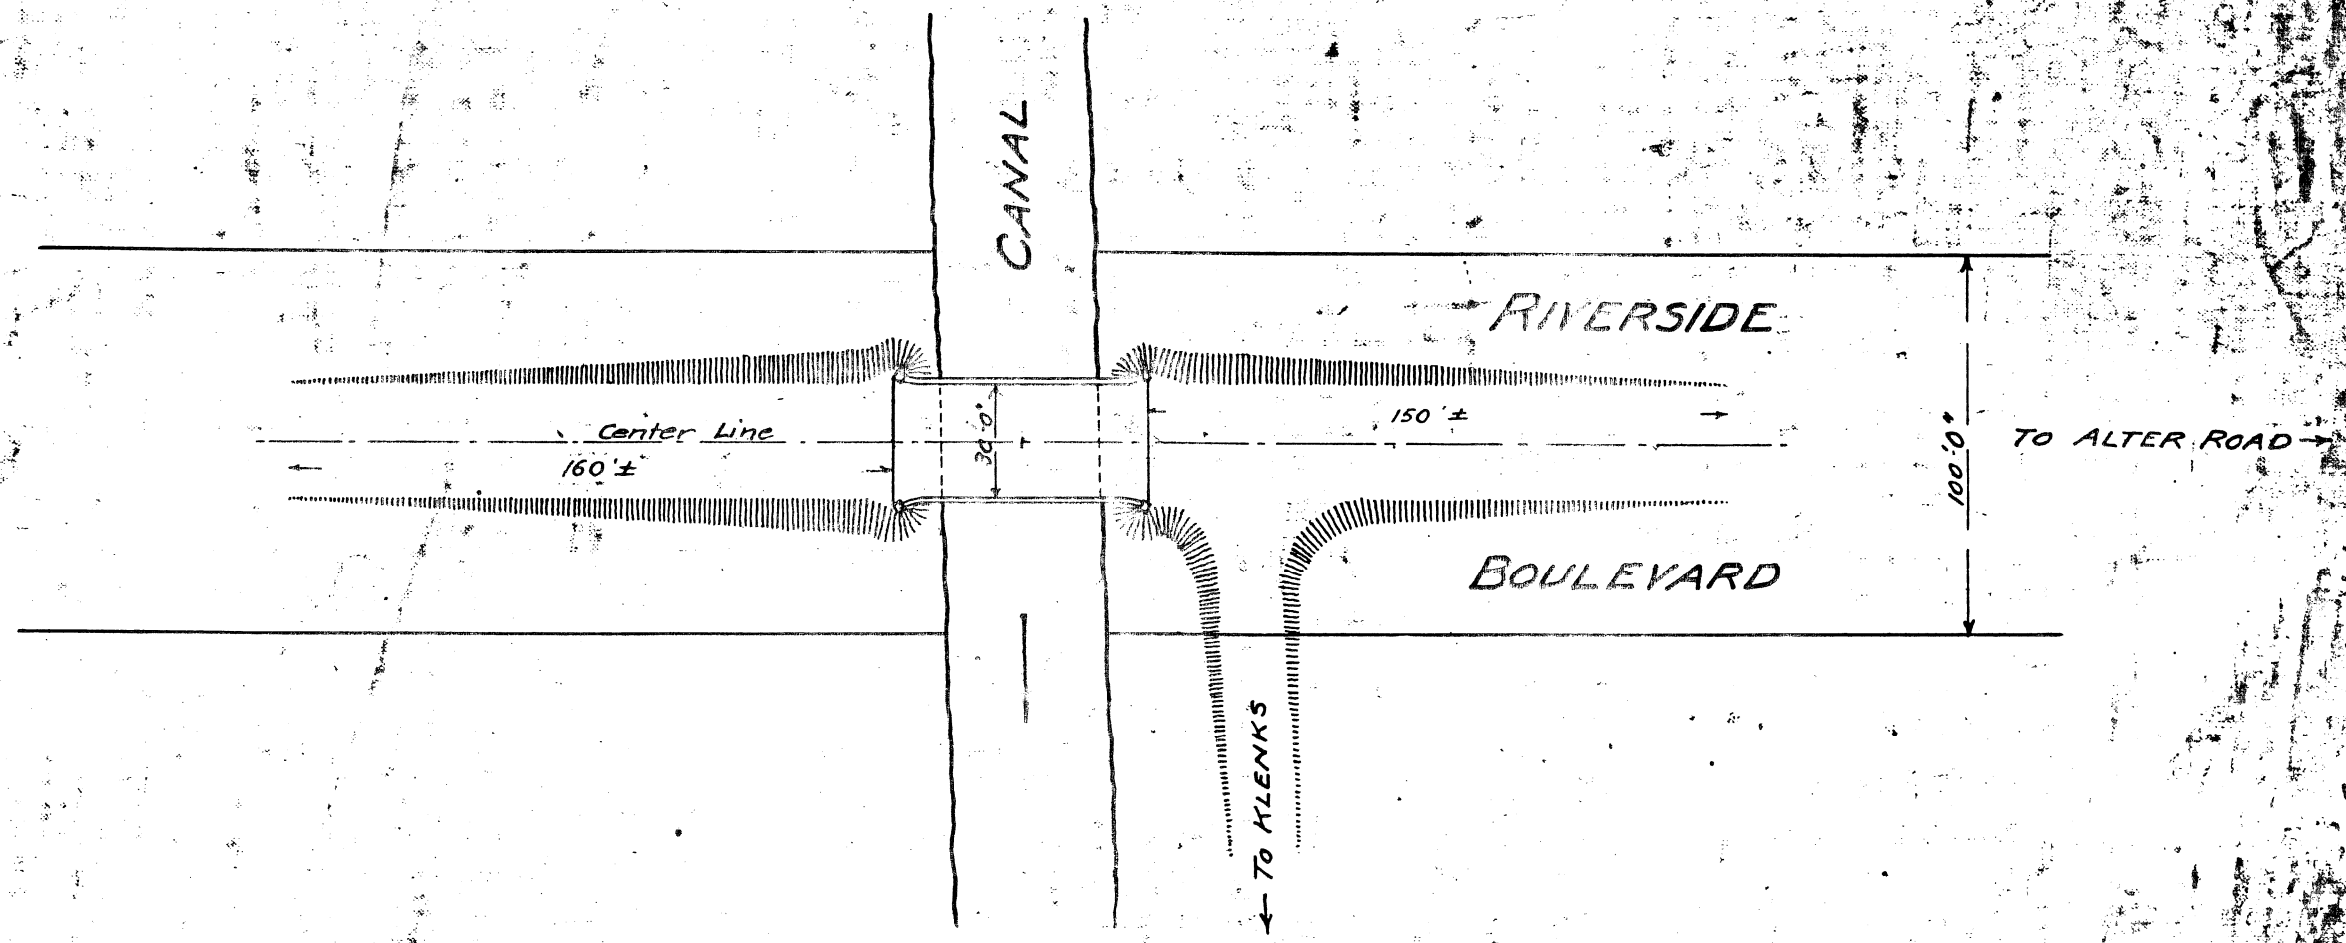 CANAL
RIVERSIDE
Center Line
160'±
30'0"
150'±
100'0"
TO ALTER ROAD
BOULEVARD
TO KLENKS